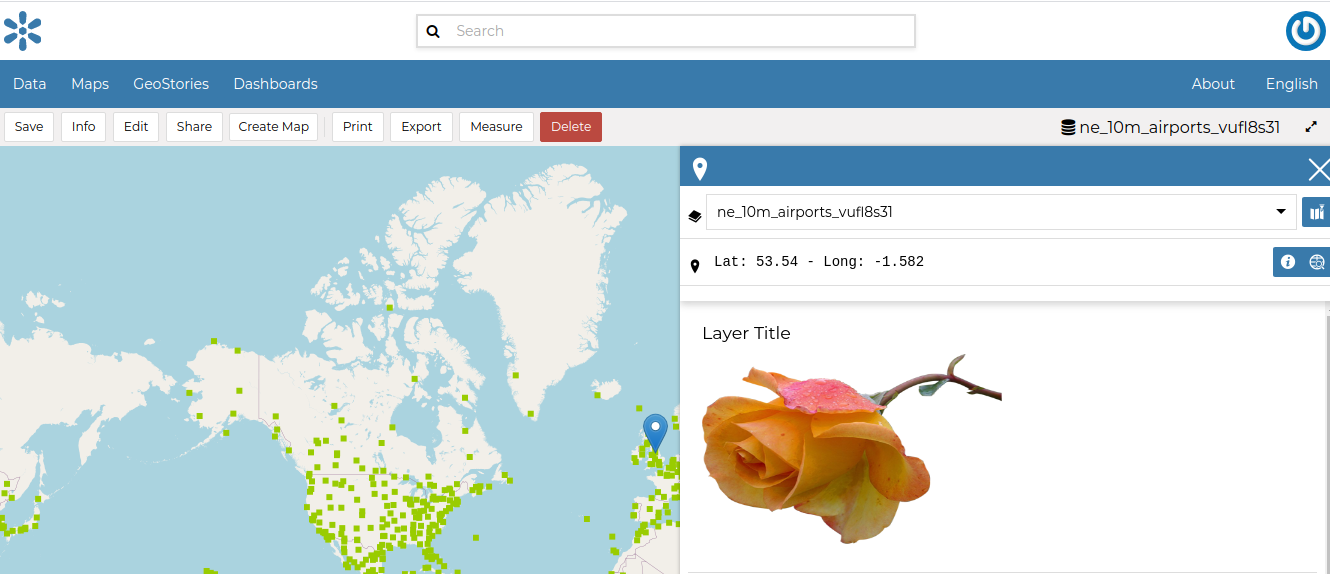 Search
Data Maps GeoStories Dashboards About English
Save Info Edit Share Create Map Print Export Measure Delete ne_10m_airports_vufl8s31
ne_10m_airports_vufl8s31
Lat: 53.54 - Long: -1.582
Layer Title